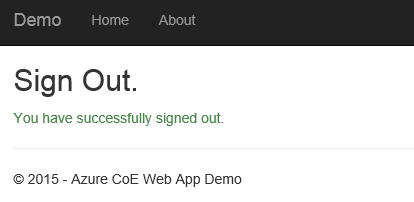 Demo Home About
Sign Out.
You have successfully signed out.
© 2015 - Azure CoE Web App Demo